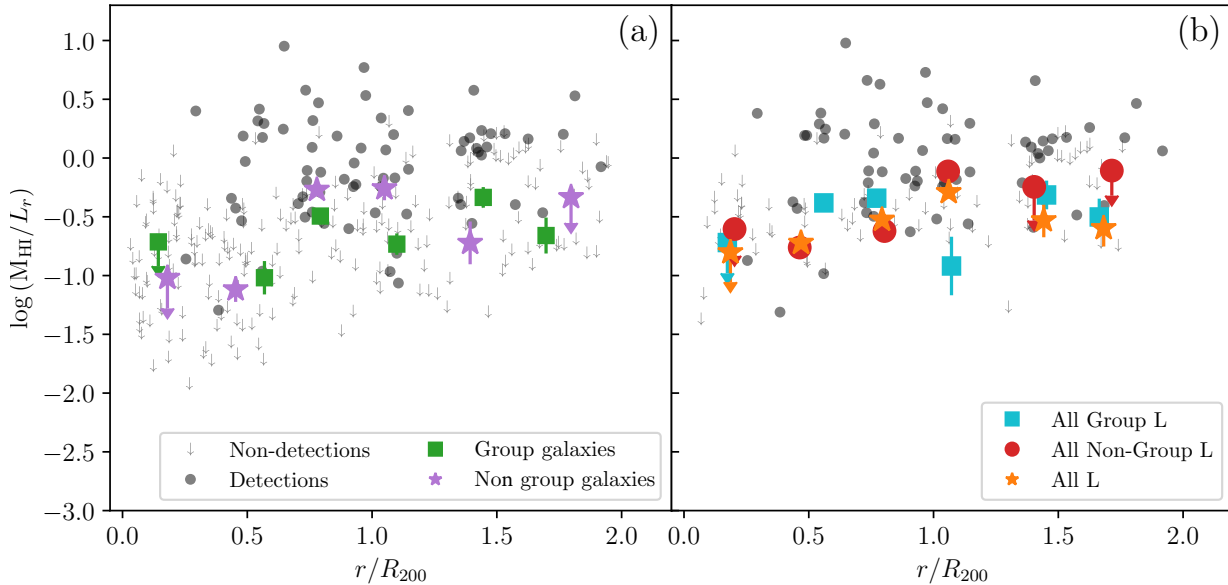 (a)
(b)
1.0
0.5
0.0
−0.5
−1.0
−1.5
−2.0
−2.5
−3.0
log (M_HI/L_r)
Non-detections
Detections
Group galaxies
Non group galaxies
All Group L
All Non-Group L
All L
0.0 0.5 1.0 1.5 2.0
0.0 0.5 1.0 1.5 2.0
r/R_200
r/R_200